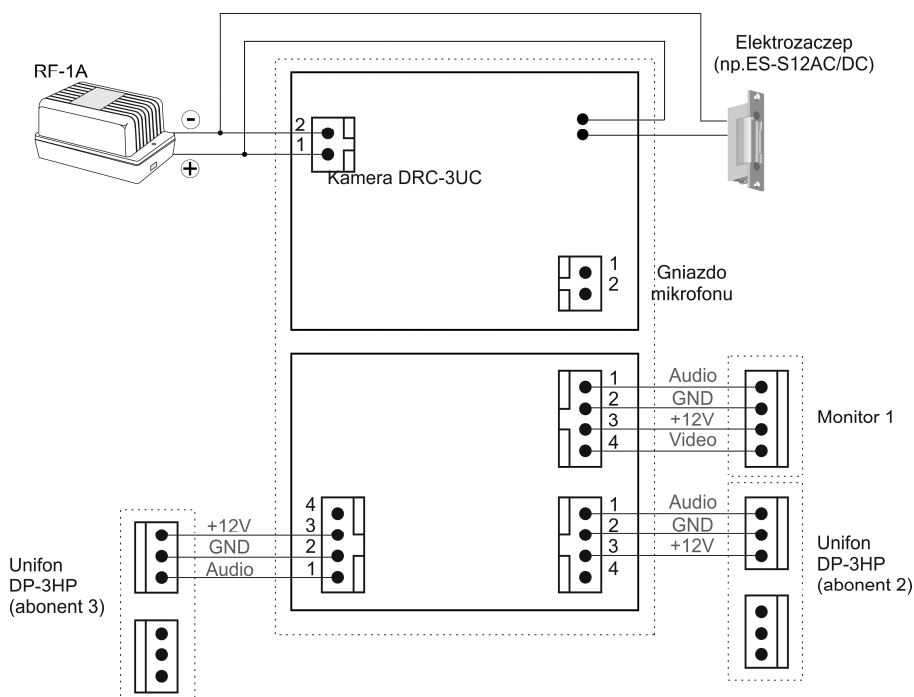 Elektrozaczep
(np.ES-S12AC/DC)
RF-1A
-
+
2
1
Kamera DRC-3UC
1
2
Gniazdo
mikrofonu
1
2
3
4
Audio
GND
+12V
Video
Monitor 1
4
3
2
1
+12V
GND
Audio
Unifon
DP-3HP
(abonent 3)
1
2
3
4
Audio
GND
+12V
Unifon
DP-3HP
(abonent 2)